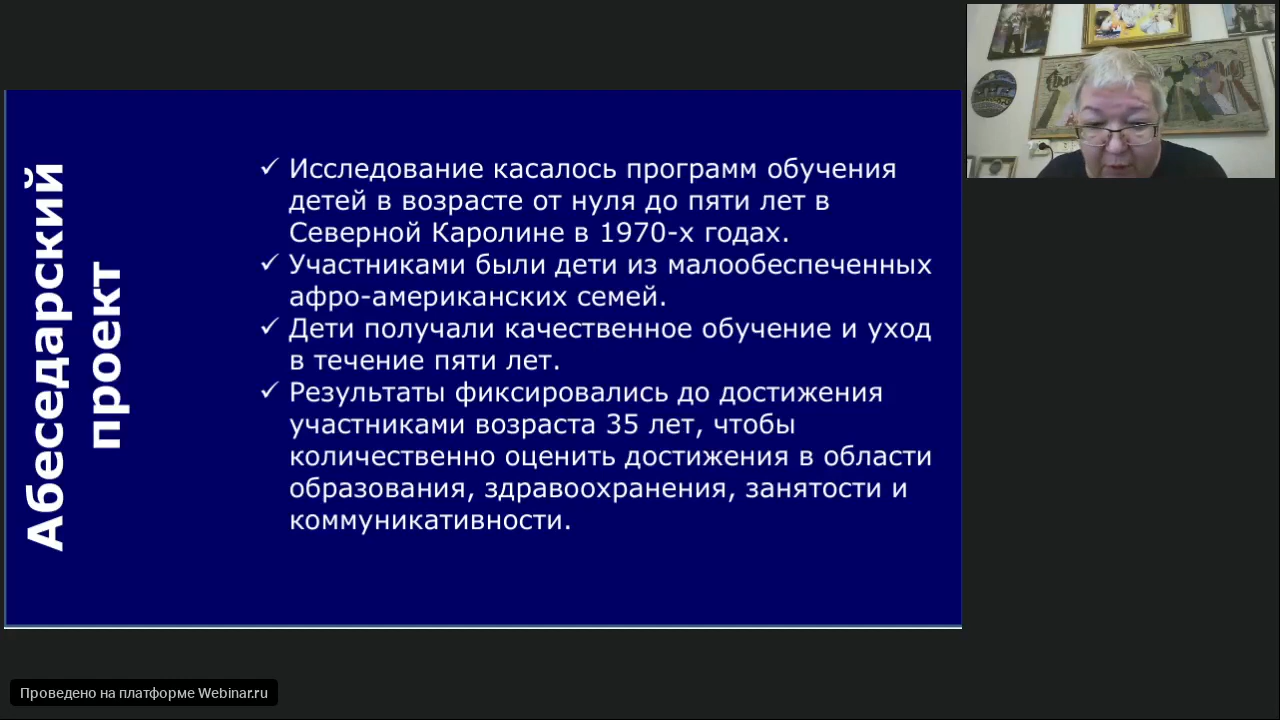 Абеседарский
проект
✓ Исследование касалось программ обучения
детей в возрасте от нуля до пяти лет в
Северной Каролине в 1970-х годах.
✓ Участниками были дети из малообеспеченных
афро-американских семей.
✓ Дети получали качественное обучение и уход
в течение пяти лет.
✓ Результаты фиксировались до достижения
участниками возраста 35 лет, чтобы
количественно оценить достижения в области
образования, здравоохранения, занятости и
коммуникативности.
Проведено на платформе Webinar.ru